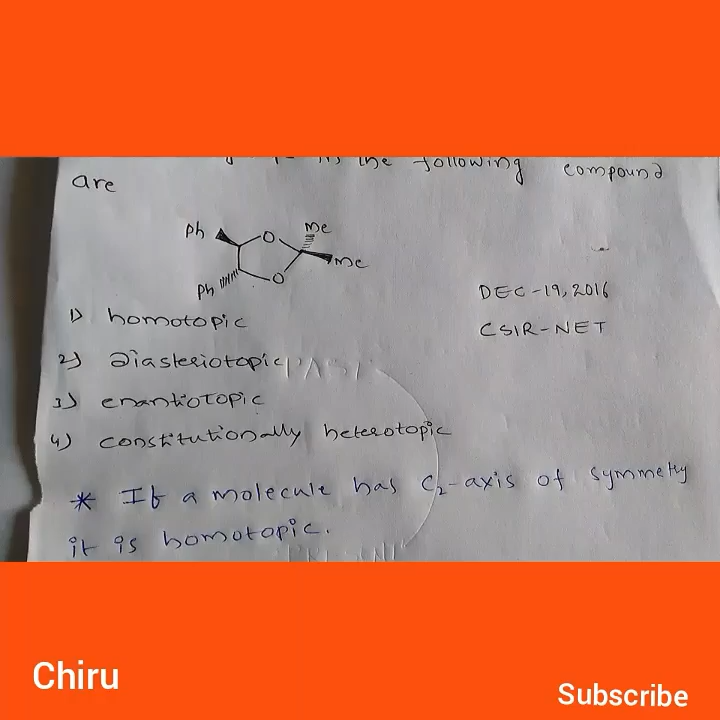 the following compound
are
Ph
O
Me
Me
Ph
O
DEC-19, 2016
1) homotopic
CSIR-NET
2) Diasteriotopic
3) enantiotopic
4) constitutionally heterotopic
* If a molecule has C₂-axis of symmetry
it is homotopic.
Chiru
Subscribe